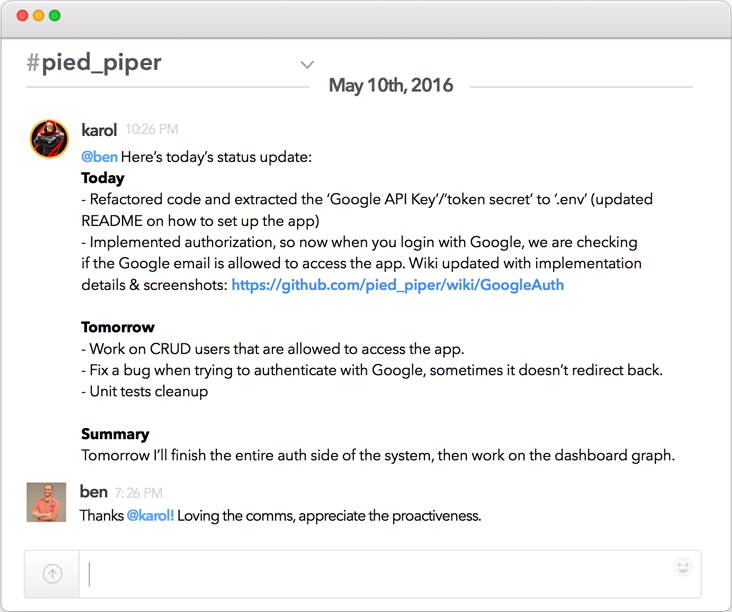 #pied_piper
May 10th, 2016
karol 10:26 PM
@ben Here's today's status update:
Today
- Refactored code and extracted the ‘Google API Key’/‘token secret’ to ‘.env’ (updated
README on how to set up the app)
- Implemented authorization, so now when you login with Google, we are checking
if the Google email is allowed to access the app. Wiki updated with implementation
details & screenshots: https://github.com/pied_piper/wiki/GoogleAuth
Tomorrow
- Work on CRUD users that are allowed to access the app.
- Fix a bug when trying to authenticate with Google, sometimes it doesn’t redirect back.
- Unit tests cleanup
Summary
Tomorrow I’ll finish the entire auth side of the system, then work on the dashboard graph.
ben 7:26 PM
Thanks @karol! Loving the comms, appreciate the proactiveness.